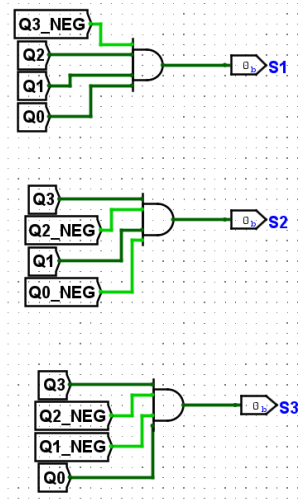 Q3_NEG
Q2
Q1
Q0
0b S1
Q3
Q2_NEG
Q1
Q0_NEG
0b S2
Q3
Q2_NEG
Q1_NEG
Q0
0b S3